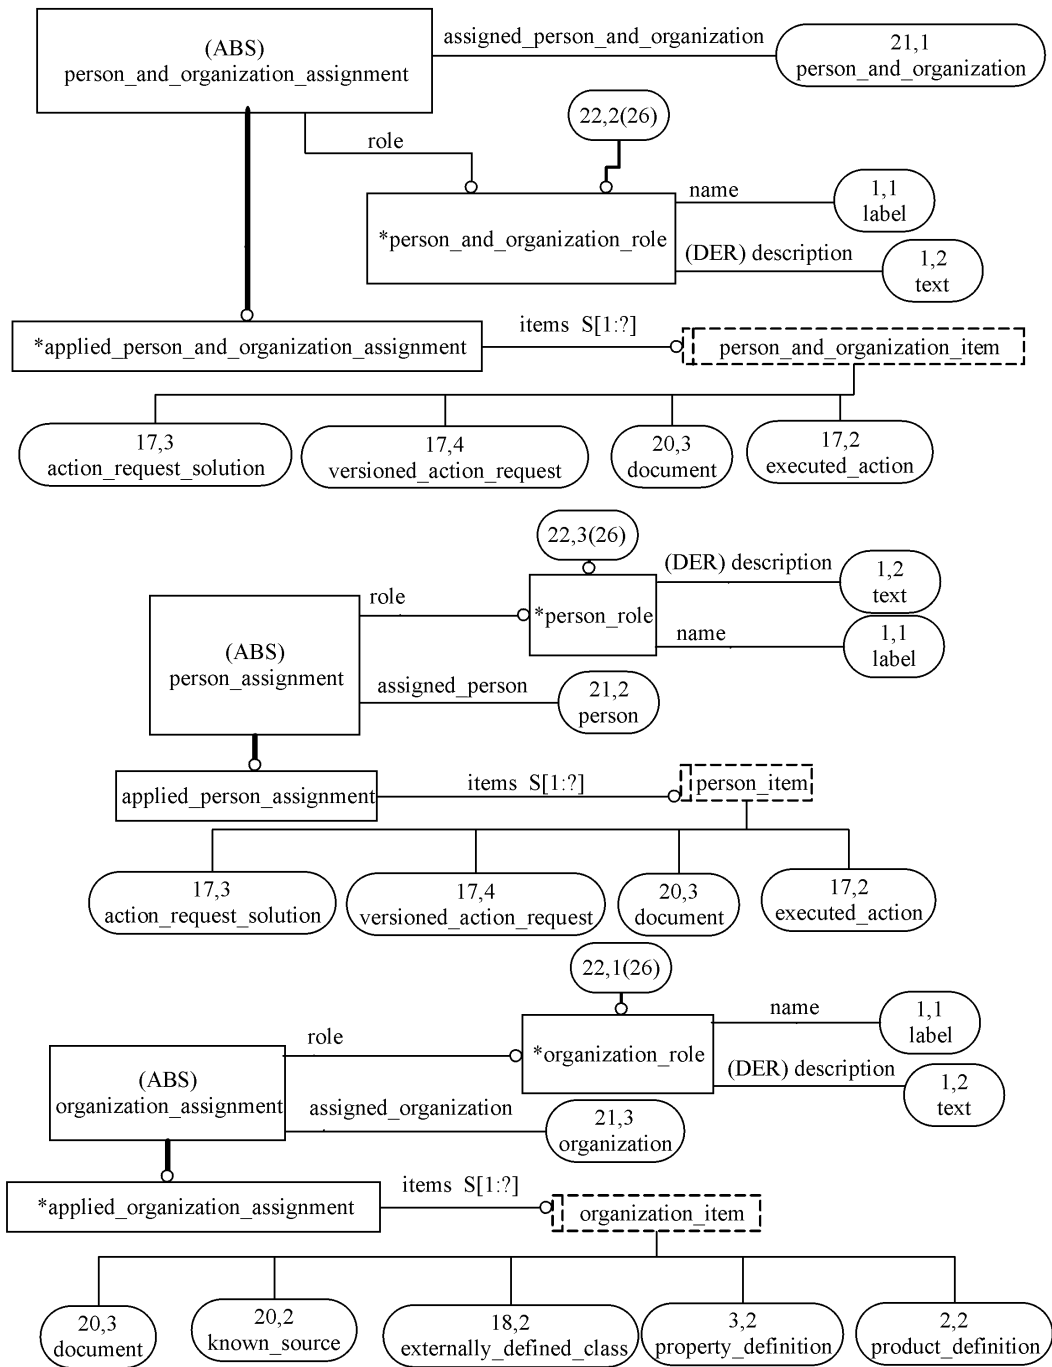 (ABS)
person_and_organization_assignment
assigned_person_and_organization
21,1
person_and_organization
22,2(26)
role
*person_and_organization_role
name
1,1
label
(DER) description
1,2
text
*applied_person_and_organization_assignment
items S[1:?]
person_and_organization_item
17,3
action_request_solution
17,4
versioned_action_request
20,3
document
17,2
executed_action
22,3(26)
(DER) description
1,2
text
role
*person_role
name
1,1
label
(ABS)
person_assignment
assigned_person
21,2
person
applied_person_assignment
items S[1:?]
person_item
17,3
action_request_solution
17,4
versioned_action_request
20,3
document
17,2
executed_action
22,1(26)
name
1,1
label
role
*organization_role
(DER) description
1,2
text
(ABS)
organization_assignment
assigned_organization
21,3
organization
*applied_organization_assignment
items S[1:?]
organization_item
20,3
document
20,2
known_source
18,2
externally_defined_class
3,2
property_definition
2,2
product_definition